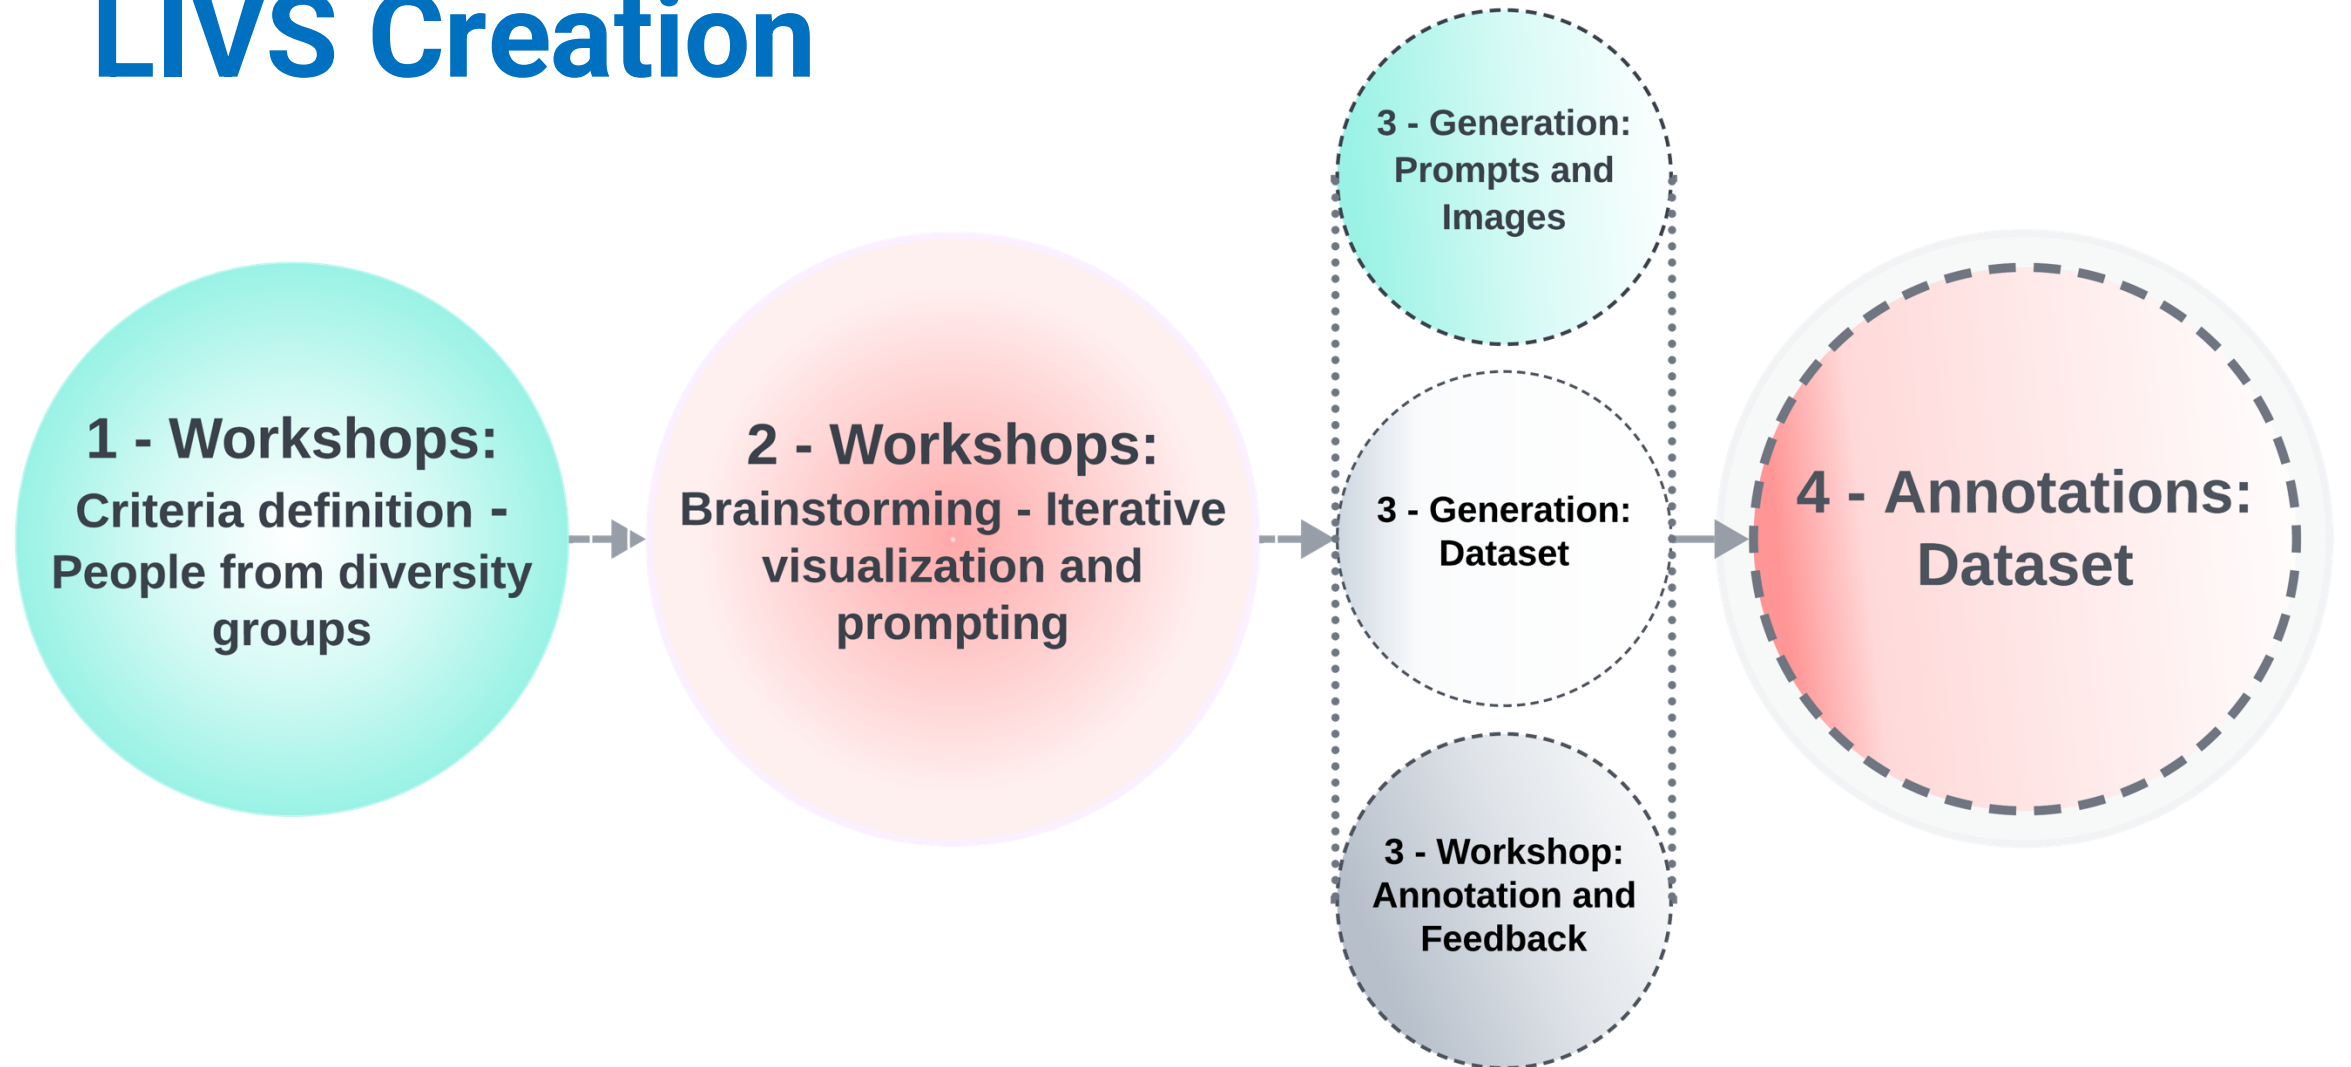 LIVS Creation
1 - Workshops:
Criteria definition -
People from diversity
groups
2 - Workshops:
Brainstorming - Iterative
visualization and
prompting
3 - Generation:
Prompts and
Images
3 - Generation:
Dataset
3 - Workshop:
Annotation and
Feedback
4 - Annotations:
Dataset